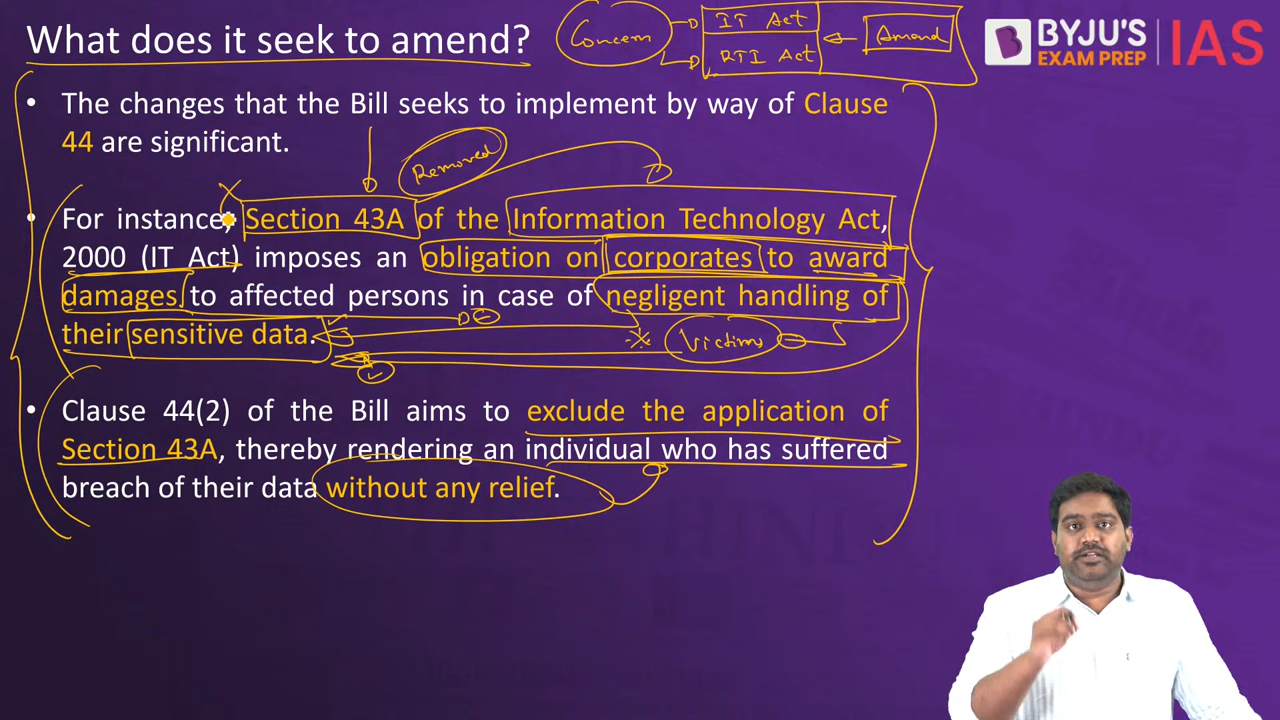 What does it seek to amend?
Concern
IT Act
RTI Act
Amend
BYJU'S
EXAM PREP
IAS
• The changes that the Bill seeks to implement by way of Clause
44 are significant.
Removed
• For instance, Section 43A of the Information Technology Act,
2000 (IT Act) imposes an obligation on corporates to award
damages to affected persons in case of negligent handling of
their sensitive data.
Victims
• Clause 44(2) of the Bill aims to exclude the application of
Section 43A, thereby rendering an individual who has suffered
breach of their data without any relief.